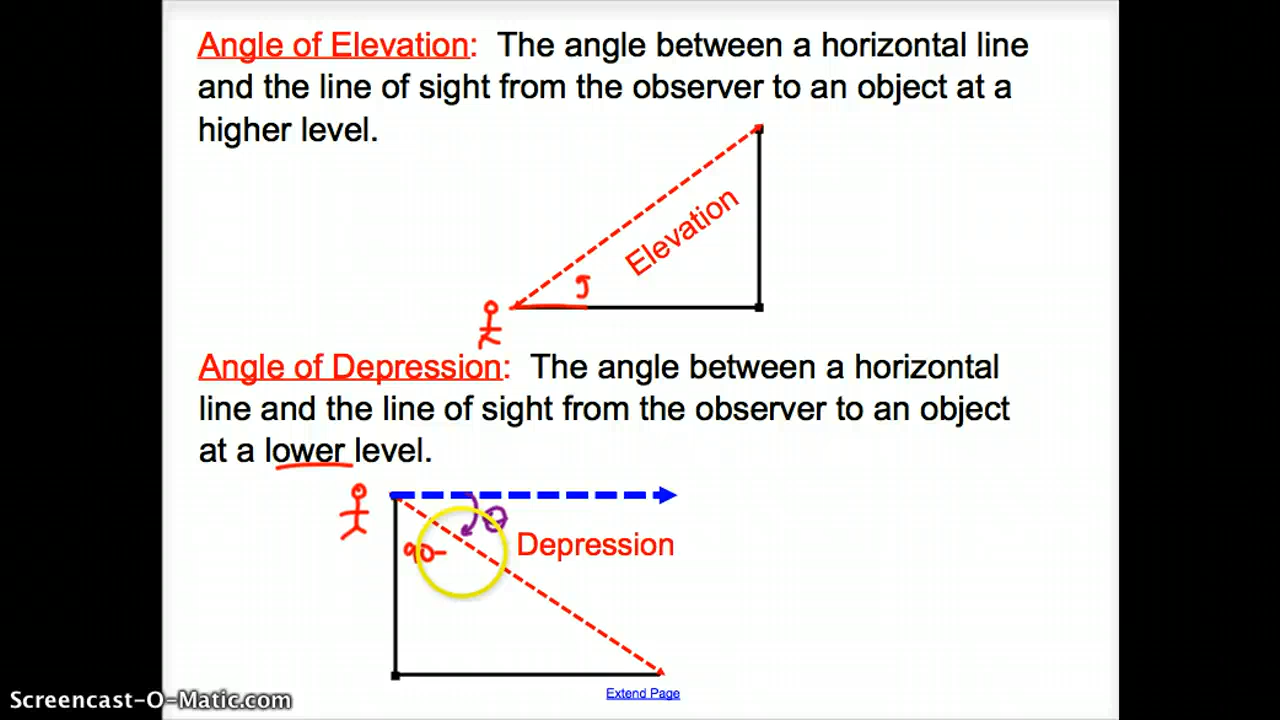 Angle of Elevation: The angle between a horizontal line
and the line of sight from the observer to an object at a
higher level.
Elevation
Angle of Depression: The angle between a horizontal
line and the line of sight from the observer to an object
at a lower level.
θ
90-
Depression
Extend Page
Screencast-O-Matic.com